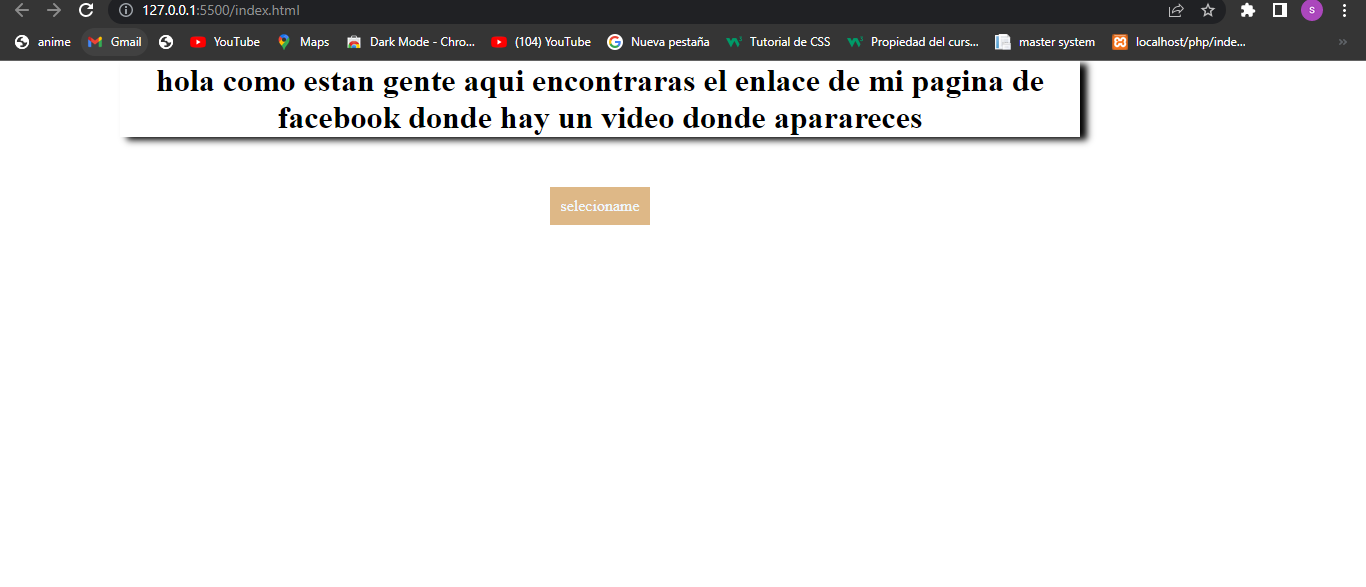 127.0.0.1:5500/index.html
S
anime
Gmail
YouTube
Maps
Dark Mode - Chro...
(104) YouTube
Nueva pestaña
Tutorial de CSS
Propiedad del curs...
master system
localhost/php/inde...
»
hola como estan gente aqui encontraras el enlace de mi pagina de
facebook donde hay un video donde aparareces
selecioname